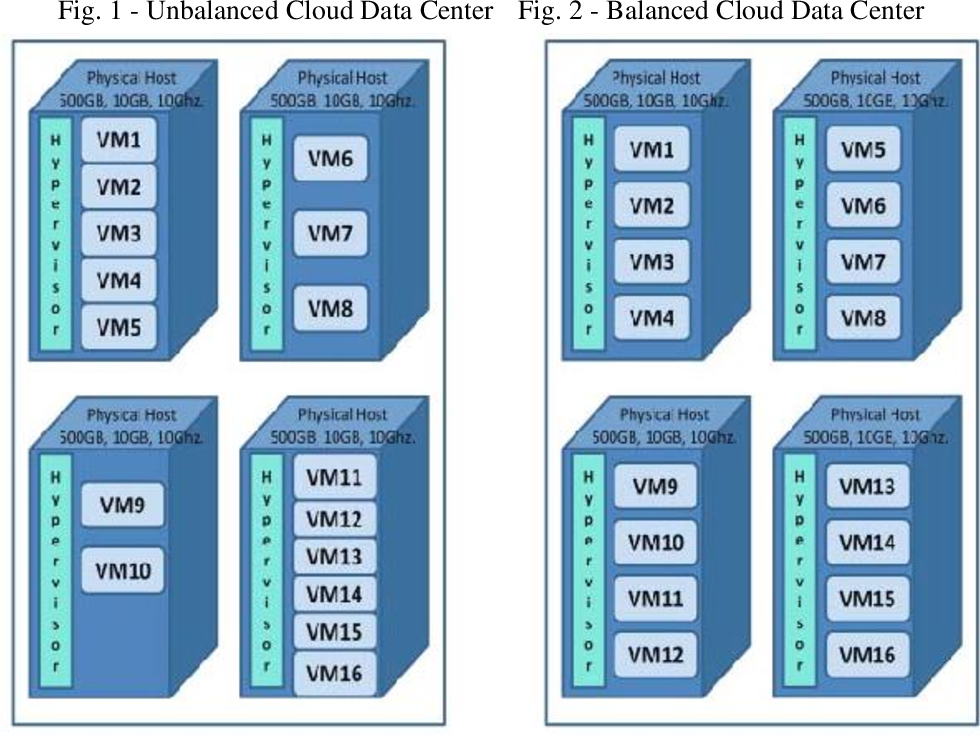 Fig. 1 - Unbalanced Cloud Data Center
Physical Host
500GB, 10GB, 10Ghz.
Hypervisor
VM1
VM2
VM3
VM4
VM5
Physical Host
500GB 10GB, 10Ghz.
Hypervisor
VM6
VM7
VM8
Physical Host
500GB, 10GB, 10Ghz.
Hypervisor
VM9
VM10
Physical Host
500GB 10GB, 10Ghz.
Hypervisor
VM11
VM12
VM13
VM14
VM15
VM16
Fig. 2 - Balanced Cloud Data Center
Physical Host
500GB, 10GB, 10Ghz.
Hypervisor
VM1
VM2
VM3
VM4
Physical Host
500GB, 10GB, 10Ghz.
Hypervisor
VM5
VM6
VM7
VM8
Physical Host
500GB, 10GB, 10Ghz.
Hypervisor
VM9
VM10
VM11
VM12
Physical Host
500GB, 10GB, 10Ghz.
Hypervisor
VM13
VM14
VM15
VM16